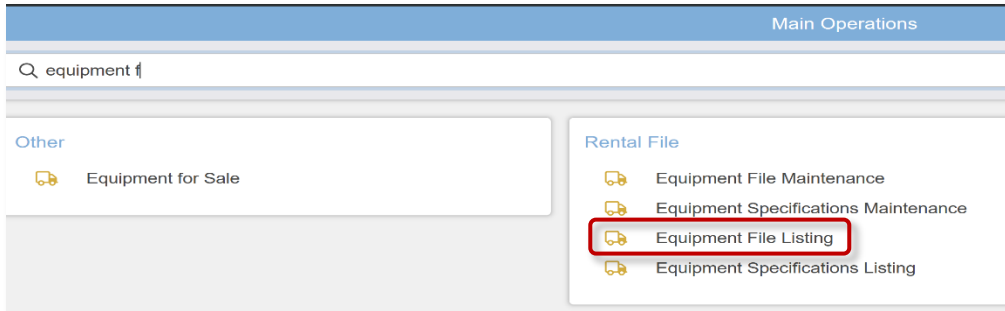 Main Operations
equipment f
Other
Equipment for Sale
Rental File
Equipment File Maintenance
Equipment Specifications Maintenance
Equipment File Listing
Equipment Specifications Listing